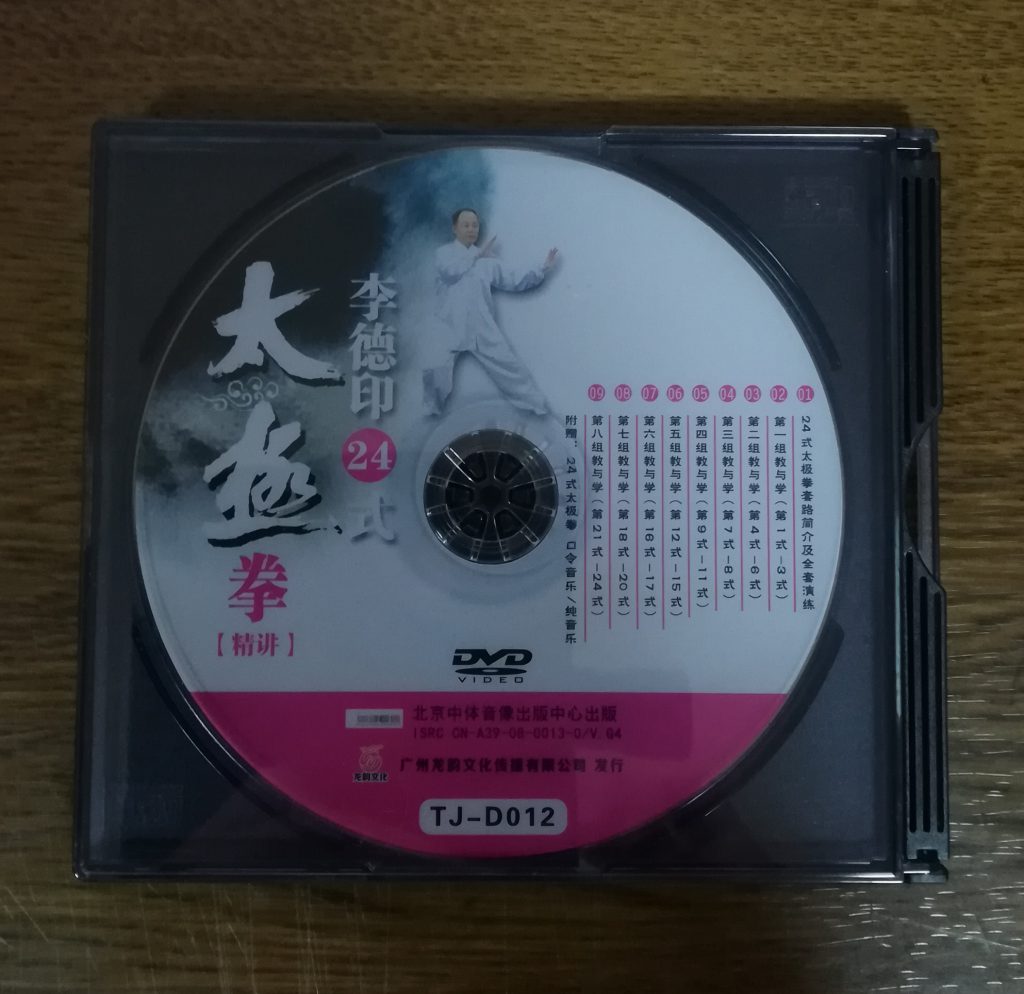 太極拳
【精讲】
李德印24式
01 24式太极拳套路简介及全套演练
02 第一组教与学（第1式-3式）
03 第二组教与学（第4式-6式）
04 第三组教与学（第7式-8式）
05 第四组教与学（第9式-11式）
06 第五组教与学（第12式-15式）
07 第六组教与学（第16式-17式）
08 第七组教与学（第18式-20式）
09 第八组教与学（第21式-24式）
附赠：24式太极拳 口令音乐/纯音乐
DVD
VIDEO
北京中体音像出版中心出版
ISRC CN-A39-08-0013-0/V.G4
龙韵文化
广州龙韵文化传播有限公司 发行
TJ-D012